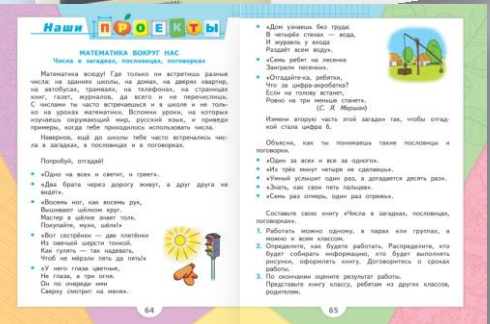 Наши ПРОЕКТЫ
МАТЕМАТИКА ВОКРУГ НАС
Числа в загадках, пословицах, поговорках
Математика всюду! Где только ни встретишь разные
числа: на зданиях школы, на домах, на дверях квартир,
на автобусах, трамваях, на телефонах, на страницах
книг, газет, журналов, да всего и не перечислишь.
С числами ты часто встречаешься и в школе и не толь-
ко на уроках математики. Вспомни уроки, на которых
изучаешь окружающий мир, русский язык, и приведи
примеры, когда тебе приходилось использовать числа.
Наверное, ещё до школы тебе часто встречались чис-
ла в загадках, пословицах и в поговорках.
Попробуй, отгадай!
• «Одно на всех и светит, и греет».
• «Два брата через дорогу живут, а друг друга не
видят».
• «Восемь ног, как восемь рук,
Вышивают шёлком круг.
Мастер в шёлке знает толк.
Покупайте, мухи, шёлк!»
• «Вот сестрёнки — две плетёнки
Из овечьей шерсти тонкой.
Как гулять — так надевать,
Чтоб не мёрзли пять да пять!»
• «У него глаза цветные,
Не глаза, а три огня.
Он по очереди ими
Сверху смотрит на меня».
64
• «Дом узнаешь без труда:
В четырёх стенах — вода,
И журавль у входа
Раздаёт всем воду».
• «Семь ребят на лесенке
Заиграли песенки».
• «Отгадайте-ка, ребятки,
Что за цифра-акробатка?
Если на голову встанет,
Ровно на три меньше станет».
(С. Я. Маршак)
Измени вторую часть этой загадки так, чтобы отгад-
кой стала цифра 6.
Объясни, как ты понимаешь такие пословицы и
поговорки.
• «Один за всех и все за одного».
• «Из трёх минут четыре не сделаешь».
• «Умный услышит один раз, а догадается десять раз».
• «Знать, как свои пять пальцев».
• «Семь раз отмерь, один раз отрежь».
Составьте свою книгу «Числа в загадках, пословицах,
поговорках».
1. Работать можно одному, в парах или группах, а
можно и всем классом.
2. Определите, как будете работать. Распределите, кто
будет собирать информацию, кто будет выполнять
рисунки, оформлять книгу. Договоритесь о сроках
работы.
3. По окончании оцените результат работы.
Представьте книгу классу, ребятам из других классов,
родителям.
65